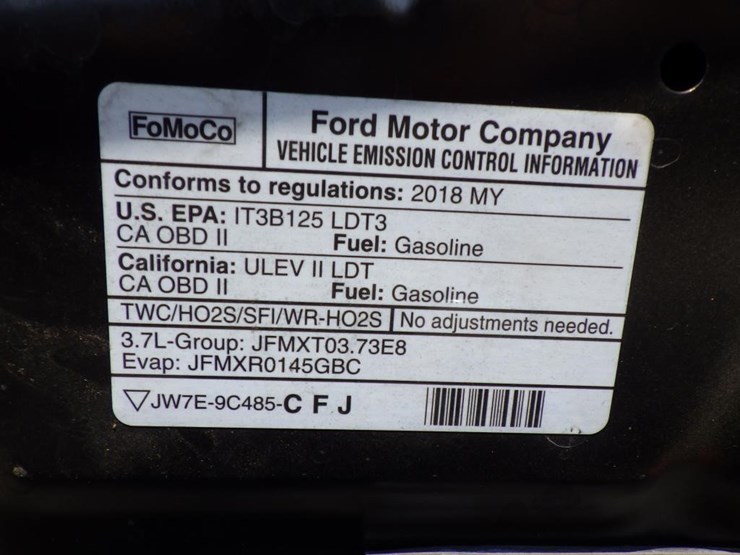 FoMoCo
Ford Motor Company
VEHICLE EMISSION CONTROL INFORMATION
Conforms to regulations: 2018 MY
U.S. EPA: IT3B125 LDT3
CA OBD II Fuel: Gasoline
California: ULEV II LDT
CA OBD II Fuel: Gasoline
TWC/HO2S/SFI/WR-HO2S No adjustments needed.
3.7L-Group: JFMXT03.73E8
Evap: JFMXR0145GBC
▽JW7E-9C485-C F J